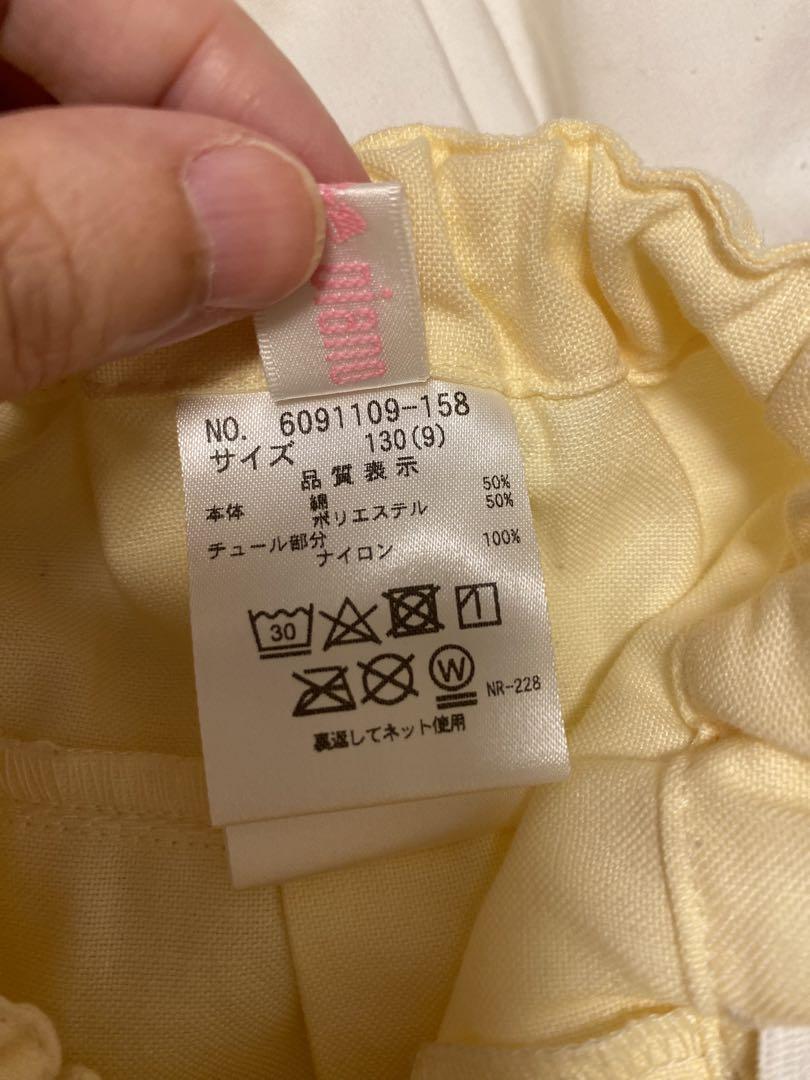 NO. 6091109-158
サイズ 130(9)
品質表示
本体 綿 50%
ポリエステル 50%
チュール部分
ナイロン 100%
30
W
NR-228
裏返してネット使用